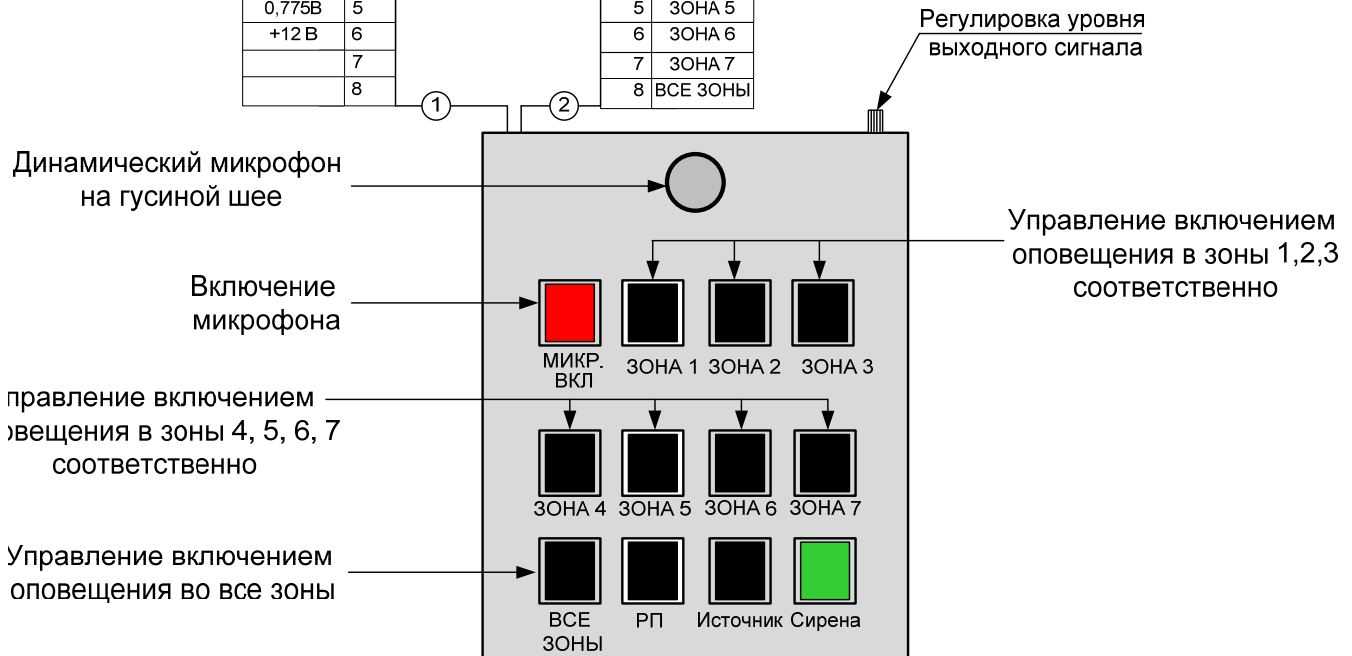 0,775В 5
+12 В 6
7
8
5 ЗОНА 5
6 ЗОНА 6
7 ЗОНА 7
8 ВСЕ ЗОНЫ
1
2
Регулировка уровня
выходного сигнала
Динамический микрофон
на гусиной шее
Управление включением
оповещения в зоны 1,2,3
соответственно
Включение
микрофона
МИКР.
ВКЛ
ЗОНА 1 ЗОНА 2 ЗОНА 3
правление включением
овещения в зоны 4, 5, 6, 7
соответственно
ЗОНА 4 ЗОНА 5 ЗОНА 6 ЗОНА 7
Управление включением
оповещения во все зоны
ВСЕ
ЗОНЫ
РП Источник Сирена